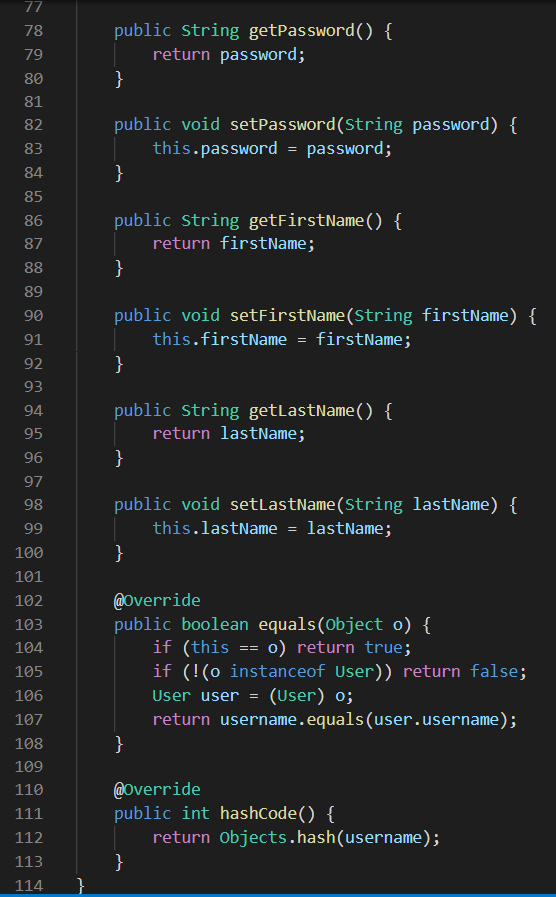 77
78     public String getPassword() {
79         return password;
80     }
81
82     public void setPassword(String password) {
83         this.password = password;
84     }
85
86     public String getFirstName() {
87         return firstName;
88     }
89
90     public void setFirstName(String firstName) {
91         this.firstName = firstName;
92     }
93
94     public String getLastName() {
95         return lastName;
96     }
97
98     public void setLastName(String lastName) {
99         this.lastName = lastName;
100     }
101
102     @Override
103     public boolean equals(Object o) {
104         if (this == o) return true;
105         if (!(o instanceof User)) return false;
106         User user = (User) o;
107         return username.equals(user.username);
108     }
109
110     @Override
111     public int hashCode() {
112         return Objects.hash(username);
113     }
114 }